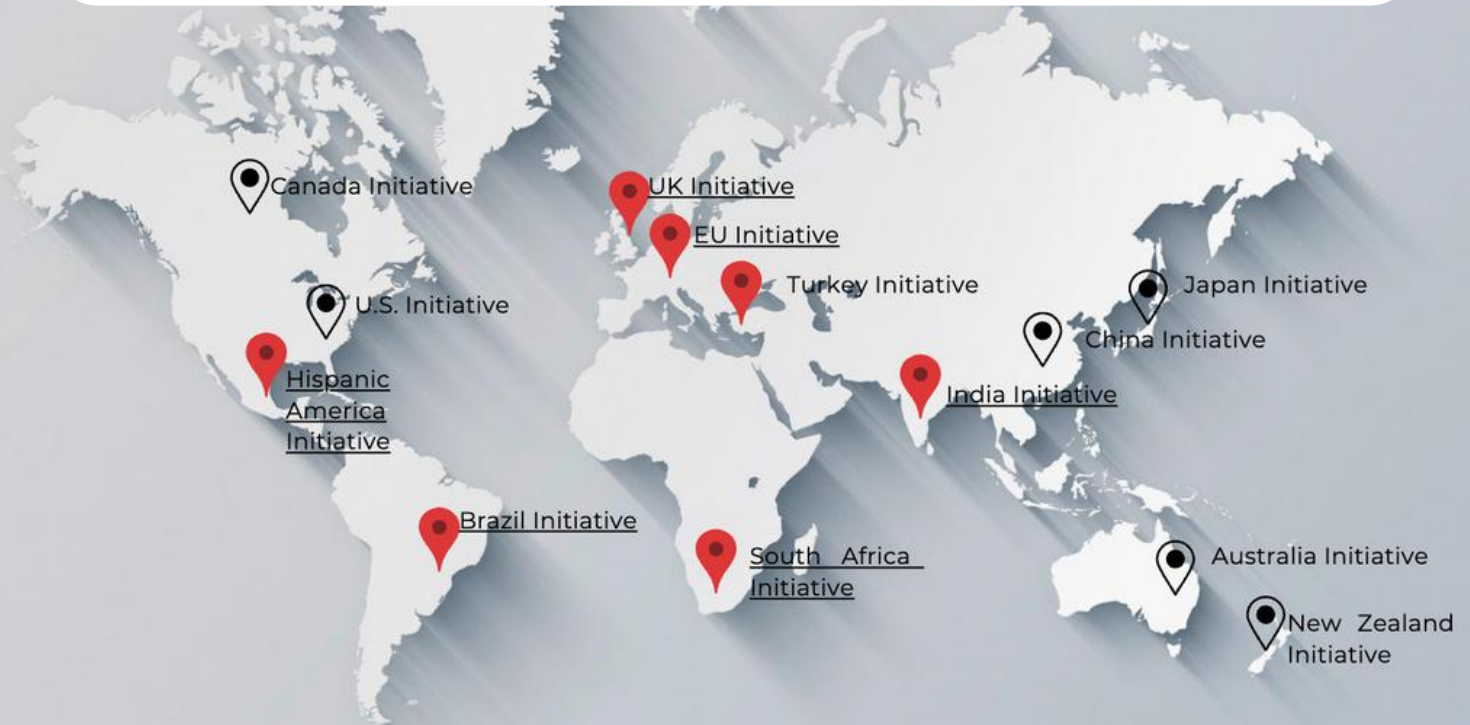 Canada Initiative
UK Initiative
EU Initiative
Turkey Initiative
Japan Initiative
U.S. Initiative
China Initiative
Hispanic
America
Initiative
India Initiative
Brazil Initiative
South Africa
Initiative
Australia Initiative
New Zealand
Initiative